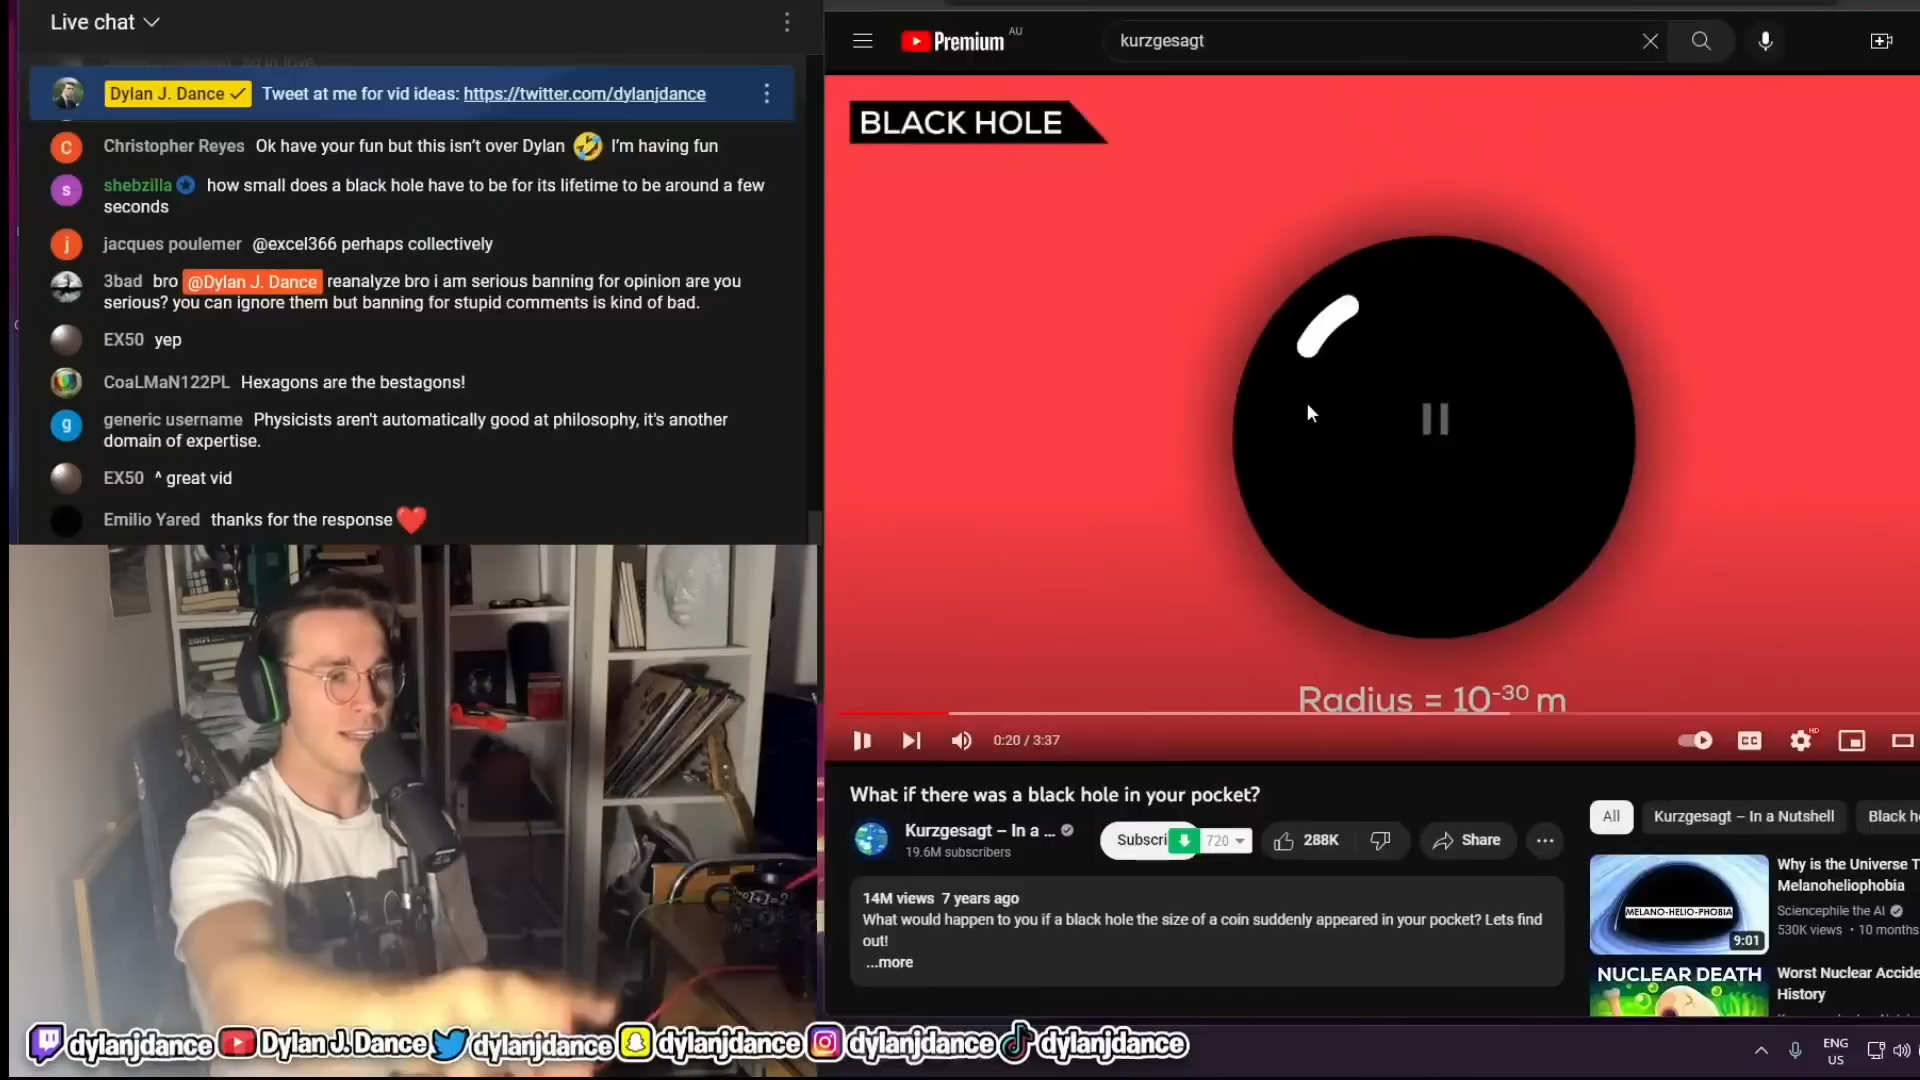 Live chat
Dylan J. Dance Tweet at me for vid ideas: https://twitter.com/dylanjdance
C Christopher Reyes Ok have your fun but this isn't over Dylan 🤣 I'm having fun
s shebzilla how small does a black hole have to be for its lifetime to be around a few
seconds
j jacques poulemer @excel366 perhaps collectively
3bad bro @Dylan J. Dance reanalyze bro i am serious banning for opinion are you
serious? you can ignore them but banning for stupid comments is kind of bad.
EX50 yep
CoaLMaN122PL Hexagons are the bestagons!
g generic username Physicists aren't automatically good at philosophy, it's another
domain of expertise.
EX50 ^ great vid
Emilio Yared thanks for the response ❤️
Premium AU
kurzgesagt
BLACK HOLE
Radius = 10⁻³⁰ m
0:20 / 3:37
CC
HD
What if there was a black hole in your pocket?
Kurzgesagt – In a ...
19.6M subscribers
Subscri
720
288K
Share
14M views 7 years ago
What would happen to you if a black hole the size of a coin suddenly appeared in your pocket? Lets find
out!
...more
All
Kurzgesagt – In a Nutshell
Black h
MELANO-HELIO-PHOBIA
9:01
Why is the Universe T
Melanoheliophobia
Sciencephile the AI
530K views • 10 months
NUCLEAR DEATH
Worst Nuclear Accide
History
dylanjdance Dylan J. Dance dylanjdance dylanjdance dylanjdance dylanjdance
ENG
US